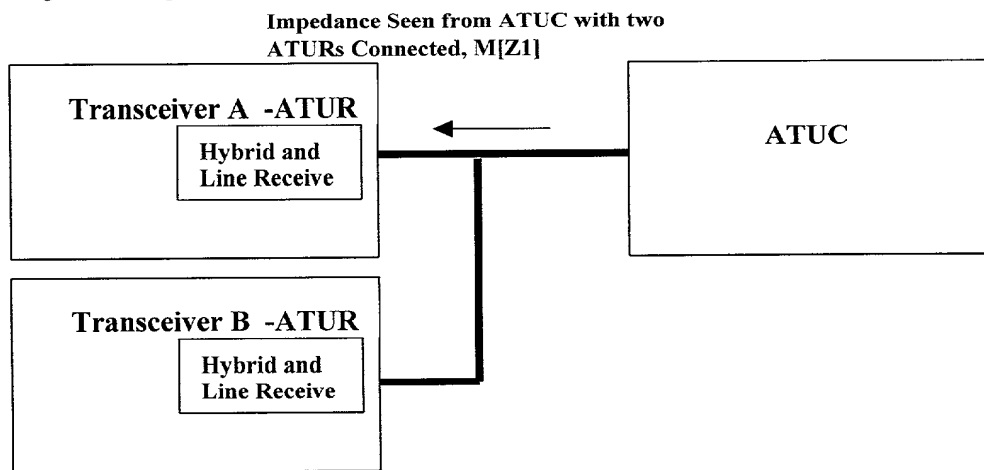 Impedance Seen from ATUC with two
ATURs Connected, M[Z1]
Transceiver A -ATUR
Hybrid and
Line Receive
ATUC
Transceiver B -ATUR
Hybrid and
Line Receive